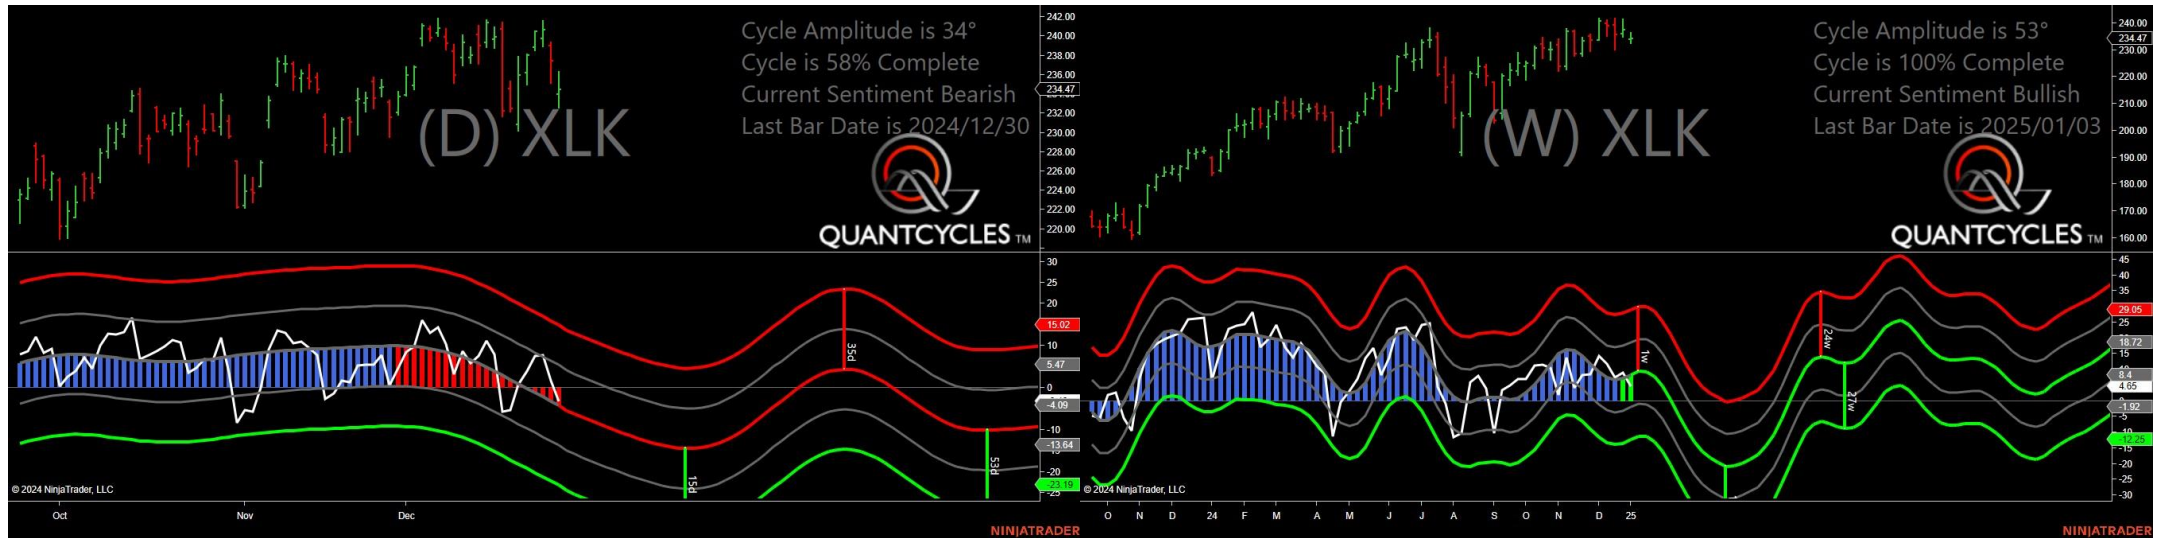 Cycle Amplitude is 34°
Cycle is 58% Complete
Current Sentiment Bearish
Last Bar Date is 2024/12/30
(D) XLK
QUANTCYCLES TM
242.00
240.00
238.00
236.00
234.47
232.00
230.00
228.00
226.00
224.00
222.00
220.00
30
25
20
15.02
10
5.47
0
-4.09
-10
-13.64
-20
-23.19
-25
35d
15d
53d
© 2024 NinjaTrader, LLC
Oct Nov Dec
NINJATRADER
Cycle Amplitude is 53°
Cycle is 100% Complete
Current Sentiment Bullish
Last Bar Date is 2025/01/03
(W) XLK
QUANTCYCLES TM
240.00
234.47
230.00
220.00
210.00
200.00
190.00
180.00
170.00
160.00
45
40
35
29.05
25
18.72
15
8.4
4.65
-1.92
-5
-12.25
-15
-20
-25
-30
1w
24w
27w
© 2024 NinjaTrader, LLC
O N D 24 F M A M J J A S O N D 25
NINJATRADER